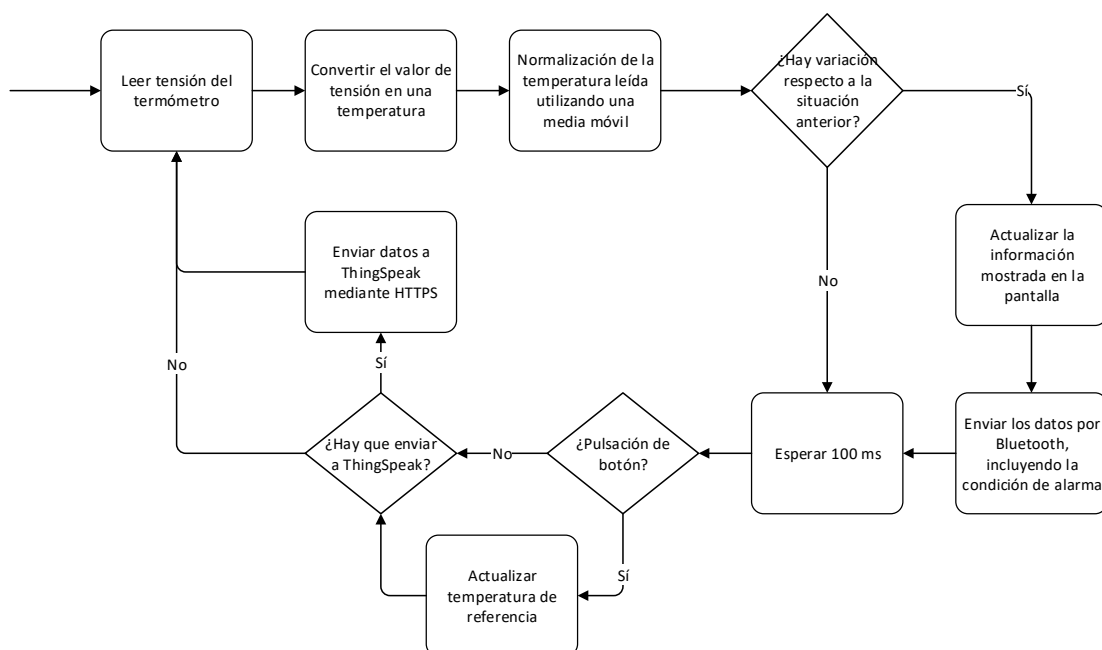 Leer tensión del
termómetro
Convertir el valor de
tensión en una
temperatura
Normalización de la
temperatura leída
utilizando una
media móvil
¿Hay variación
respecto a la
situación
anterior?
Sí
No
Actualizar la
información
mostrada en la
pantalla
Enviar los datos por
Bluetooth,
incluyendo la
condición de alarma
Esperar 100 ms
¿Pulsación de
botón?
No
Sí
Actualizar
temperatura de
referencia
¿Hay que enviar
a ThingSpeak?
Sí
No
Enviar datos a
ThingSpeak
mediante HTTPS